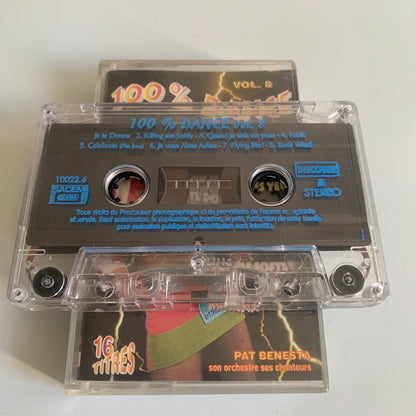 VOL. 8
100 %
100 % DANCE Vol. 8
Je te Donne 2. Killing me Softly - 3. Quand je vois tes yeux - 4. Fable
5. Celebrate (The love) 6. Je vous Aime Adieu - 7 Flying Bird - 8. Earth Wind
10022.4
SACEM
A
STEREO
Tous droits du Producteur phonographique et du propriétaire de l'œuvre
réservés. Sauf autorisation, la duplication, la location, le prêt, l'utilisation de cette bande
pour exécution publique et radiodiffusion sont interdits.
16
TITRES
PAT BENESTA
son orchestre ses chanteurs